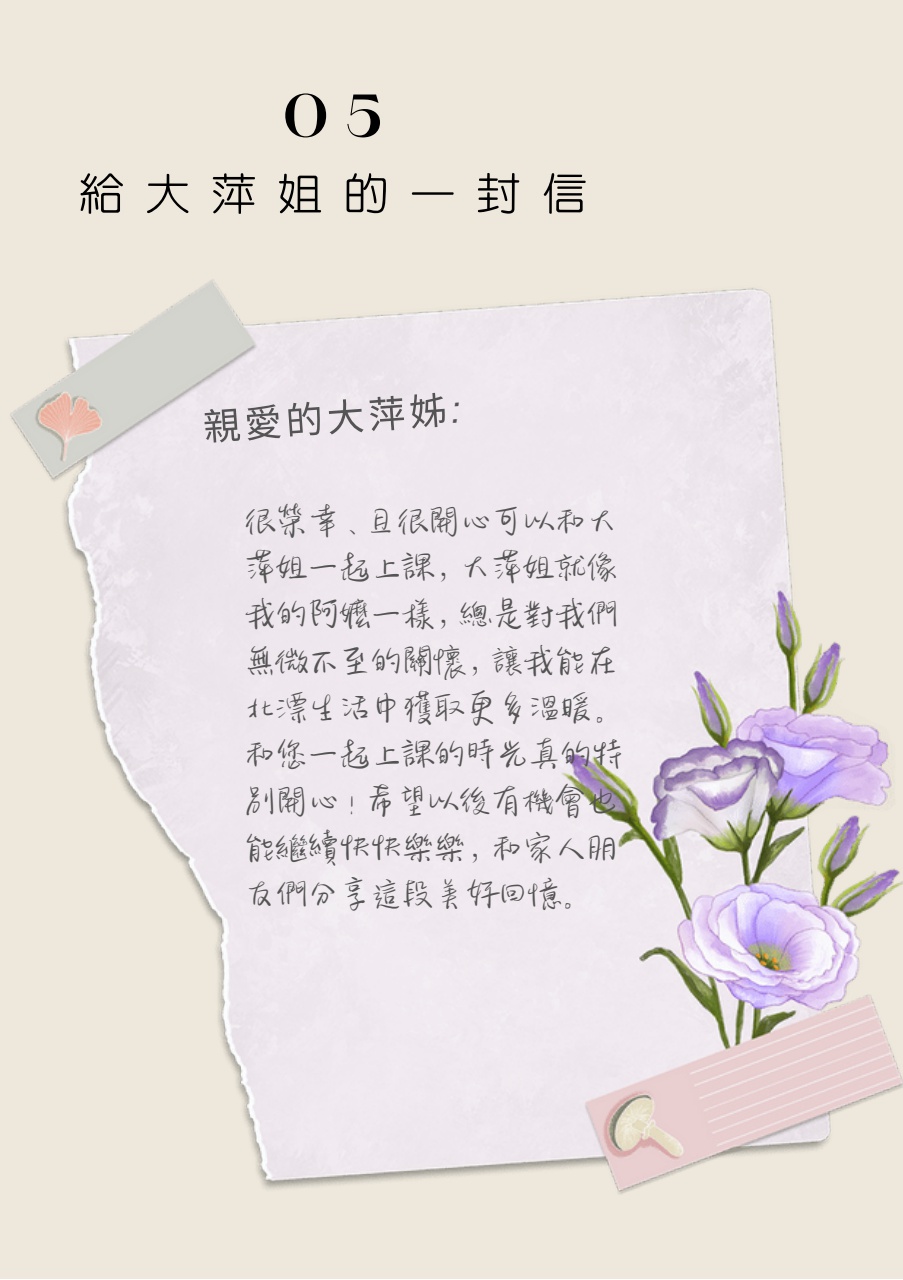 05
給大萍姐的一封信
親愛的大萍姊:
很榮幸、且很開心可以和大
萍姐一起上課,大萍姐就像
我的阿嬤一樣,總是對我們
無微不至的關懷,讓我能在
北漂生活中獲取更多溫暖。
和您一起上課的時光真的特
別開心!希望以後有機會也
能繼續快快樂樂,和家人朋
友們分享這段美好回憶。